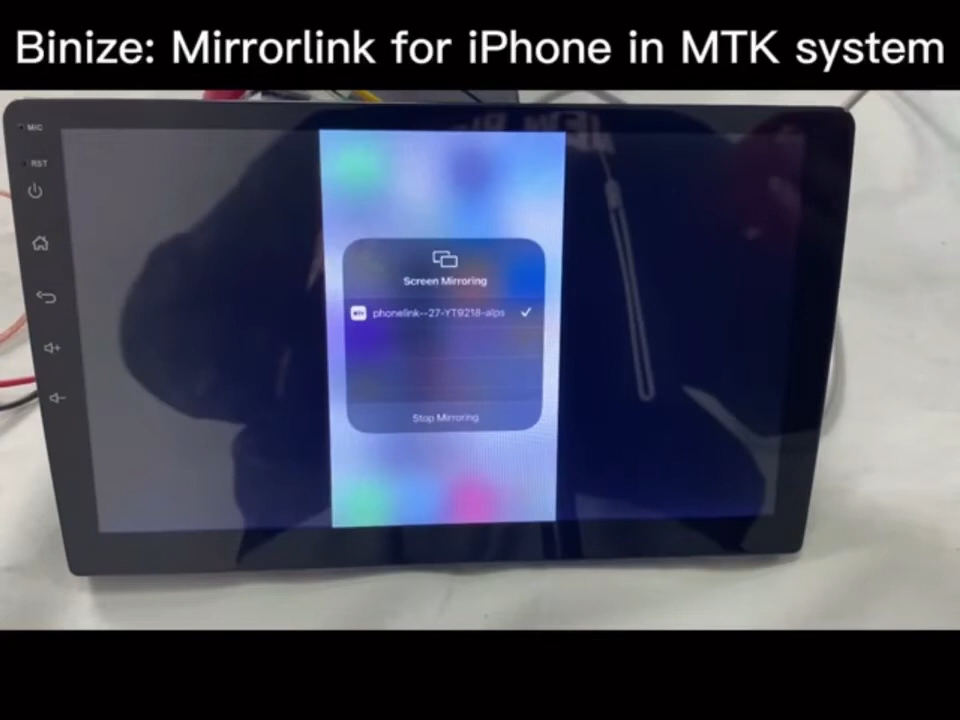 Binize: Mirrorlink for iPhone in MTK system
MIC
RST
Screen Mirroring
phonelink--27-YT9218-alps
Stop Mirroring